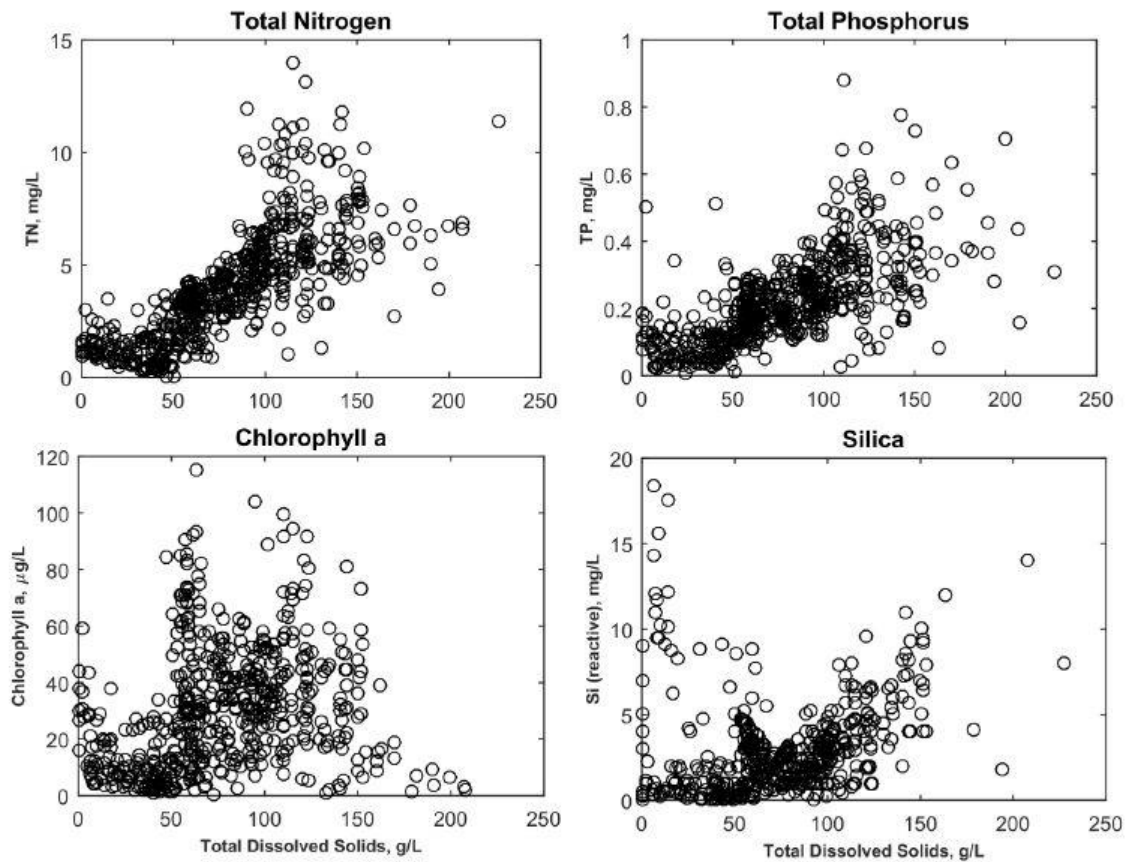 Total Nitrogen
15
10
5
0
TN, mg/L
0 50 100 150 200 250
Total Phosphorus
1
0.8
0.6
0.4
0.2
0
TP, mg/L
0 50 100 150 200 250
Chlorophyll a
120
100
80
60
40
20
0
Chlorophyll a, μg/L
0 50 100 150 200 250
Total Dissolved Solids, g/L
Silica
20
15
10
5
0
Si (reactive), mg/L
0 50 100 150 200 250
Total Dissolved Solids, g/L